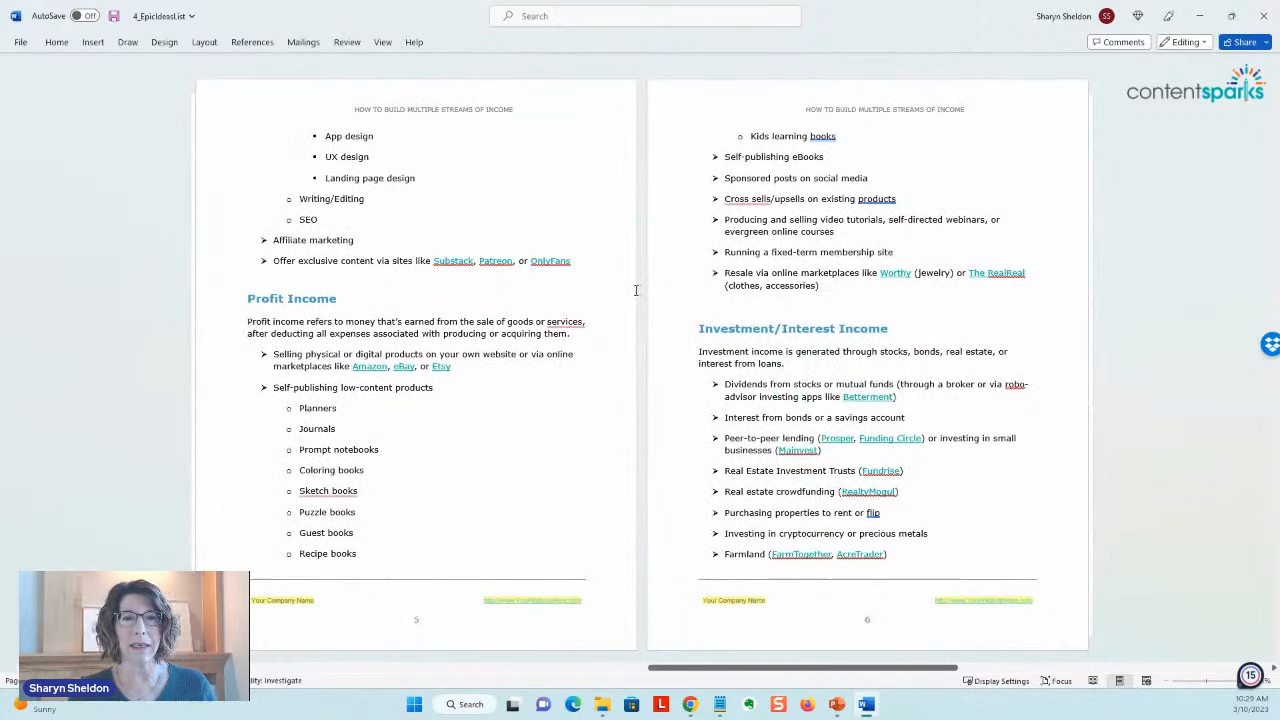 AutoSave
Off
4_EpicIdeasList
Search
Sharyn Sheldon
SS
File
Home
Insert
Draw
Design
Layout
References
Mailings
Review
View
Help
Comments
Editing
Share
contentsparks
HOW TO BUILD MULTIPLE STREAMS OF INCOME
App design
UX design
Landing page design
Writing/Editing
SEO
Affiliate marketing
Offer exclusive content via sites like Substack, Patreon, or OnlyFans
Profit Income
Profit income refers to money that's earned from the sale of goods or services,
after deducting all expenses associated with producing or acquiring them.
Selling physical or digital products on your own website or via online
marketplaces like Amazon, eBay, or Etsy
Self-publishing low-content products
Planners
Journals
Prompt notebooks
Coloring books
Sketch books
Puzzle books
Guest books
Recipe books
Your Company Name
http://www.YourWebsiteHere.com
5
HOW TO BUILD MULTIPLE STREAMS OF INCOME
Kids learning books
Self-publishing eBooks
Sponsored posts on social media
Cross sells/upsells on existing products
Producing and selling video tutorials, self-directed webinars, or
evergreen online courses
Running a fixed-term membership site
Resale via online marketplaces like Worthy (jewelry) or The RealReal
(clothes, accessories)
Investment/Interest Income
Investment income is generated through stocks, bonds, real estate, or
interest from loans.
Dividends from stocks or mutual funds (through a broker or via robo-
advisor investing apps like Betterment)
Interest from bonds or a savings account
Peer-to-peer lending (Prosper, Funding Circle) or investing in small
businesses (Mainvest)
Real Estate Investment Trusts (Fundrise)
Real estate crowdfunding (RealtyMogul)
Purchasing properties to rent or flip
Investing in cryptocurrency or precious metals
Farmland (FarmTogether, AcreTrader)
Your Company Name
http://www.YourWebsiteHere.com
6
Sharyn Sheldon
ility: Investigate
Display Settings
Focus
15
%
Sunny
Search
10:29 AM
3/10/2023